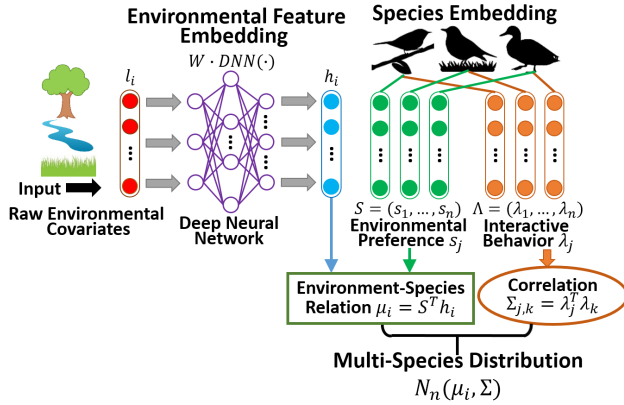 Environmental Feature
Embedding
W · DNN(·)
Species Embedding
l_i
h_i
Input
Raw Environmental
Covariates
Deep Neural
Network
S = (s_1, ..., s_n)
Environmental
Preference s_j
Λ = (λ_1, ..., λ_n)
Interactive
Behavior λ_j
Environment-Species
Relation μ_i = S^T h_i
Correlation
Σ_{j,k} = λ_j^T λ_k
Multi-Species Distribution
N_n(μ_i, Σ)